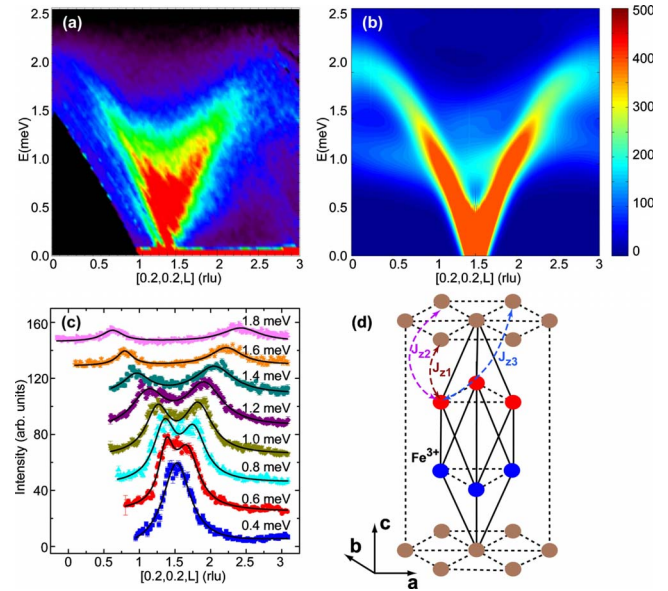 (a)
2.5
2.0
1.5
1.0
0.5
0.0
E(meV)
0 0.5 1 1.5 2 2.5 3
[0.2,0.2,L] (rlu)
(b)
2.5
2.0
1.5
1.0
0.5
0.0
E(meV)
0 0.5 1 1.5 2 2.5 3
[0.2,0.2,L] (rlu)
500
400
300
200
100
0
(c)
160
120
80
40
0
Intensity (arb. units)
1.8 meV
1.6 meV
1.4 meV
1.2 meV
1.0 meV
0.8 meV
0.6 meV
0.4 meV
0 0.5 1 1.5 2 2.5 3
[0.2,0.2,L] (rlu)
(d)
Jz2
Jz1
Jz3
Fe3+
c
b
a